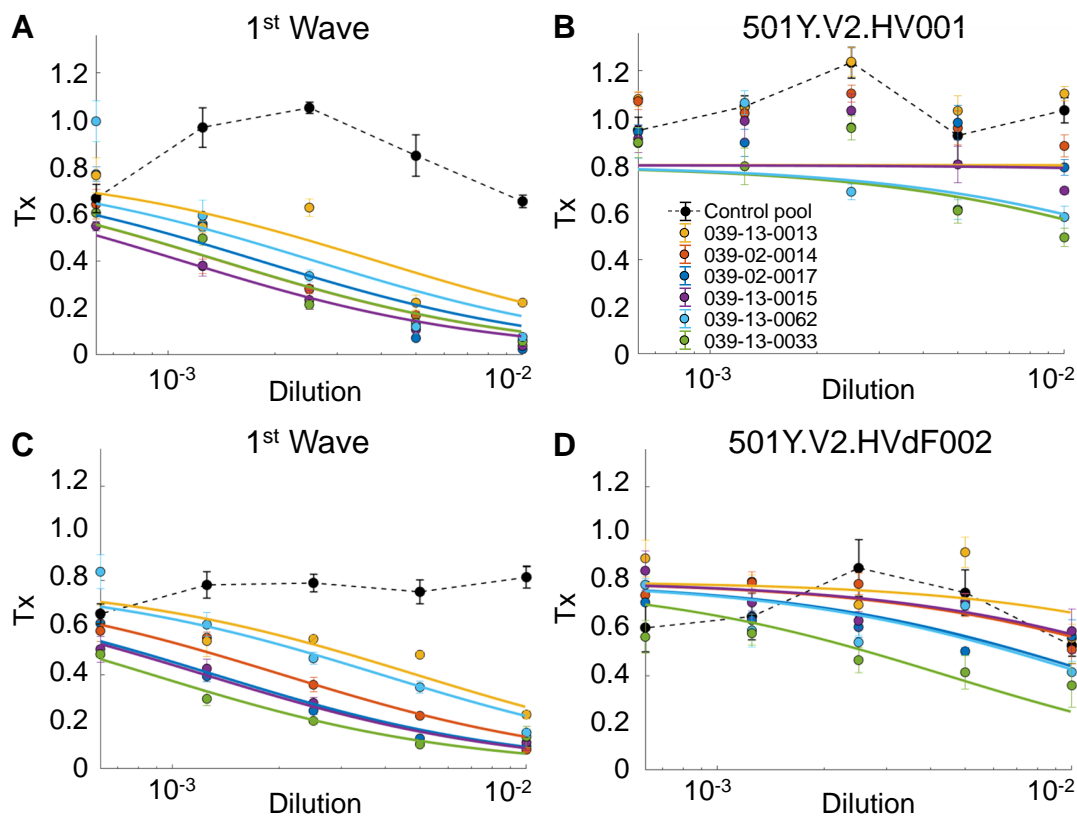 A
1st Wave
Tx
1.2
1.0
0.8
0.6
0.4
0.2
0
10-3
10-2
Dilution
B
501Y.V2.HV001
Tx
1.2
1.0
0.8
0.6
0.4
0.2
0
Control pool
039-13-0013
039-02-0014
039-02-0017
039-13-0015
039-13-0062
039-13-0033
10-3
10-2
Dilution
C
1st Wave
Tx
1.2
1.0
0.8
0.6
0.4
0.2
0
10-3
10-2
Dilution
D
501Y.V2.HVdF002
Tx
1.2
1.0
0.8
0.6
0.4
0.2
0
10-3
10-2
Dilution